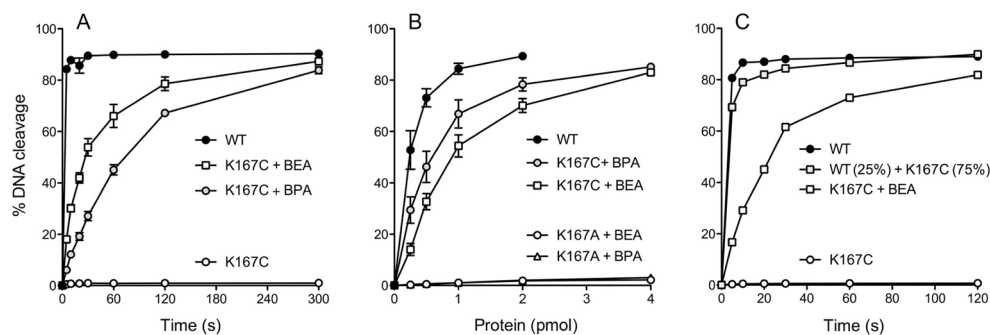 A
B
C
% DNA cleavage
100
80
60
40
20
0
WT
K167C + BEA
K167C + BPA
K167C
0 60 120 180 240 300
Time (s)
100
80
60
40
20
0
WT
K167C + BPA
K167C + BEA
K167A + BEA
K167A + BPA
0 1 2 3 4
Protein (pmol)
100
80
60
40
20
0
WT
WT (25%) + K167C (75%)
K167C + BEA
K167C
0 20 40 60 80 100 120
Time (s)